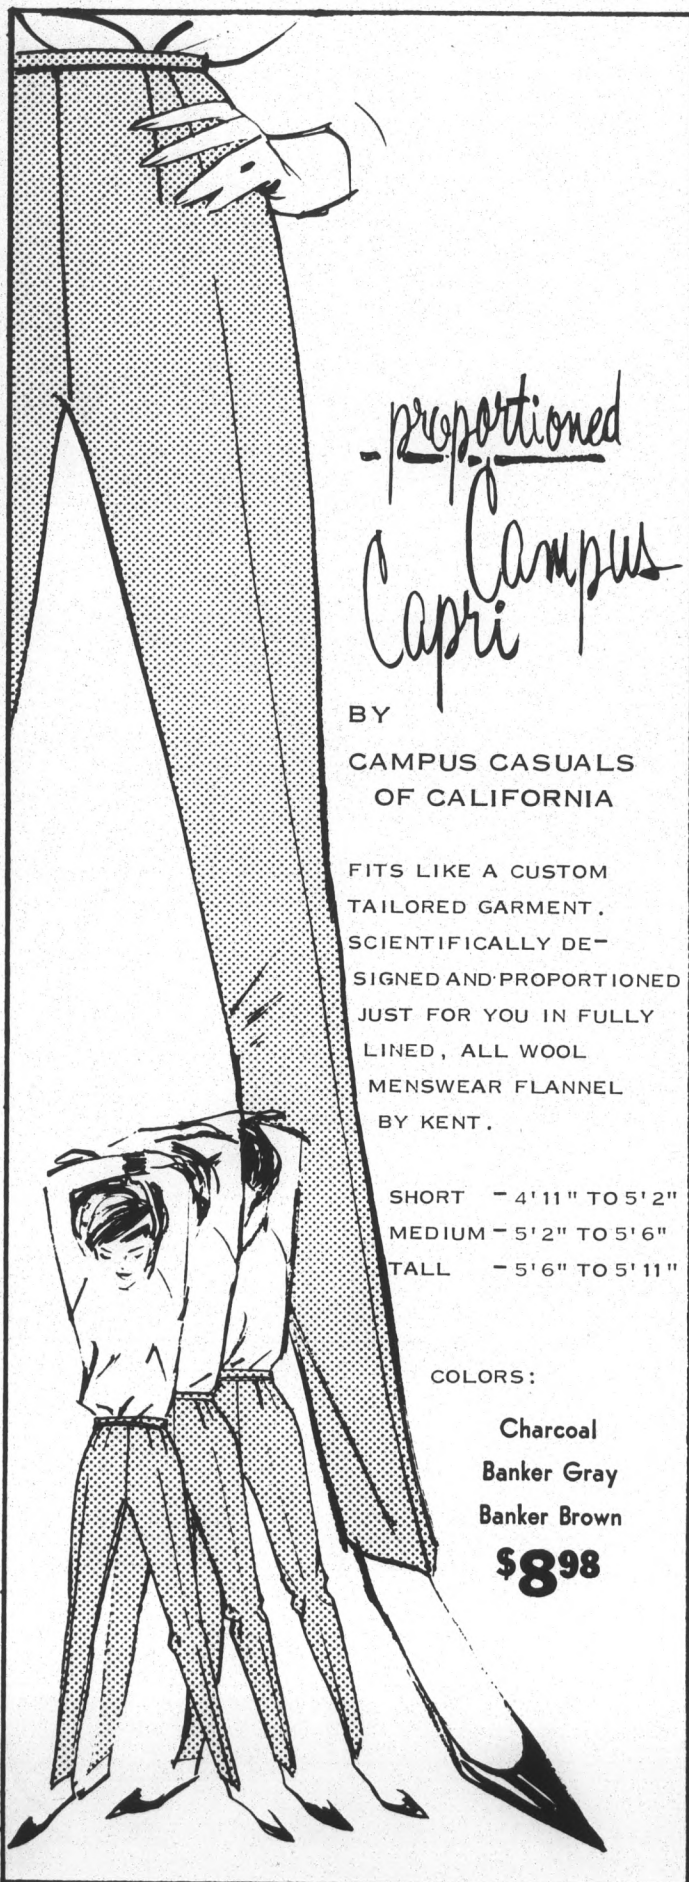 proportioned
Campus
Capri
BY
CAMPUS CASUALS
OF CALIFORNIA
FITS LIKE A CUSTOM
TAILORED GARMENT.
SCIENTIFICALLY DE-
SIGNED AND PROPORTIONED
JUST FOR YOU IN FULLY
LINED, ALL WOOL
MENSWEAR FLANNEL
BY KENT.
SHORT - 4'11" TO 5'2"
MEDIUM - 5'2" TO 5'6"
TALL - 5'6" TO 5'11"
COLORS:
Charcoal
Banker Gray
Banker Brown
$8 98